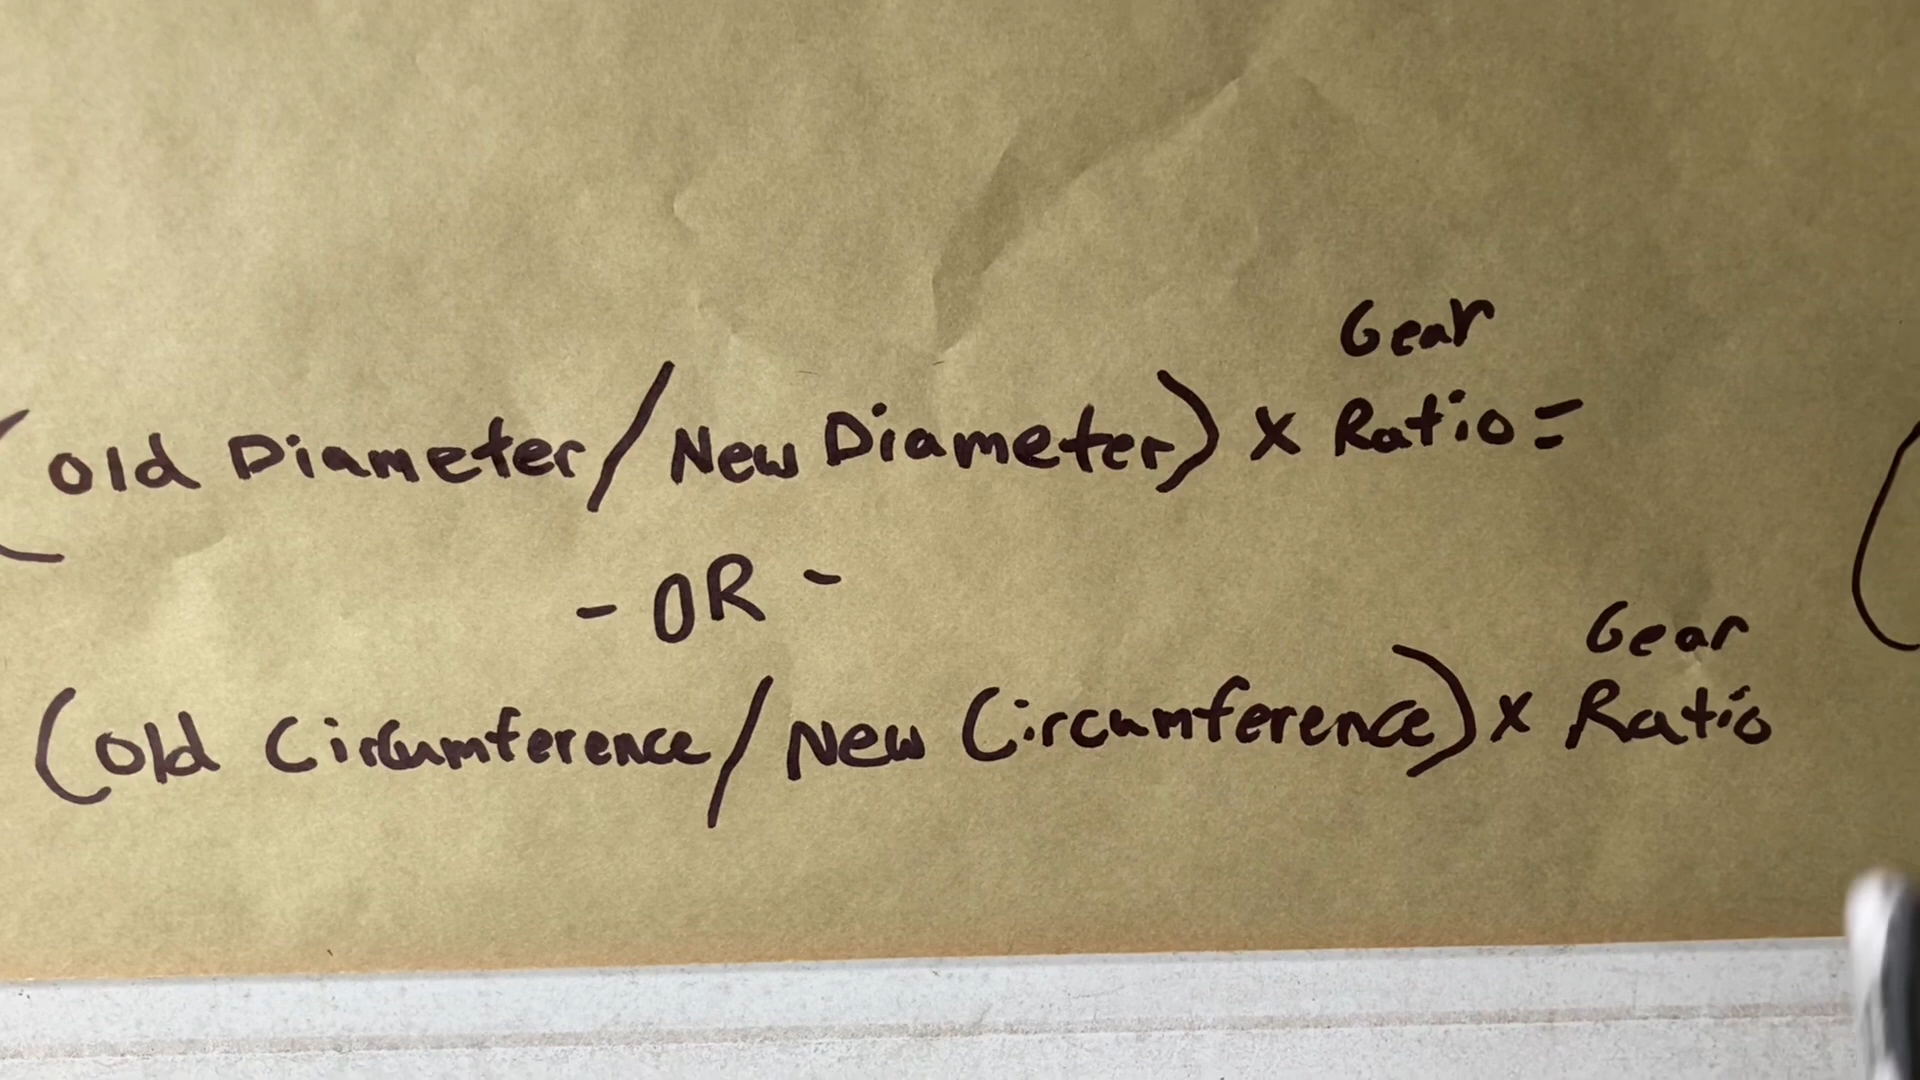 (Old Diameter/New Diameter) x Gear Ratio =
- OR -
(Old Circumference/New Circumference) x Gear Ratio